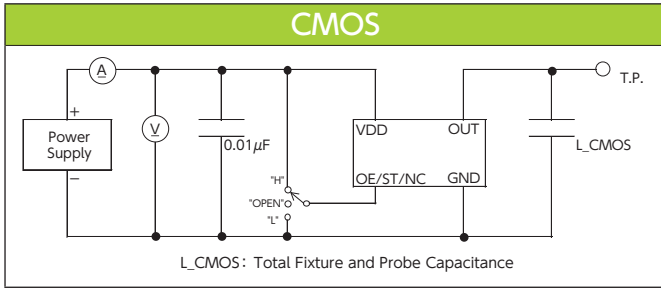 CMOS
A
T.P.
+
V
Power
Supply
0.01μF
VDD
OUT
L_CMOS
−
"H"
OE/ST/NC
GND
"OPEN"
"L"
L_CMOS: Total Fixture and Probe Capacitance